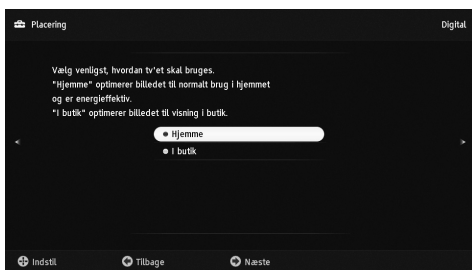 Placering
Digital
Vælg venligst, hvordan tv'et skal bruges.
"Hjemme" optimerer billedet til normalt brug i hjemmet
og er energieffektiv.
"I butik" optimerer billedet til visning i butik.
Hjemme
I butik
Indstil
Tilbage
Næste